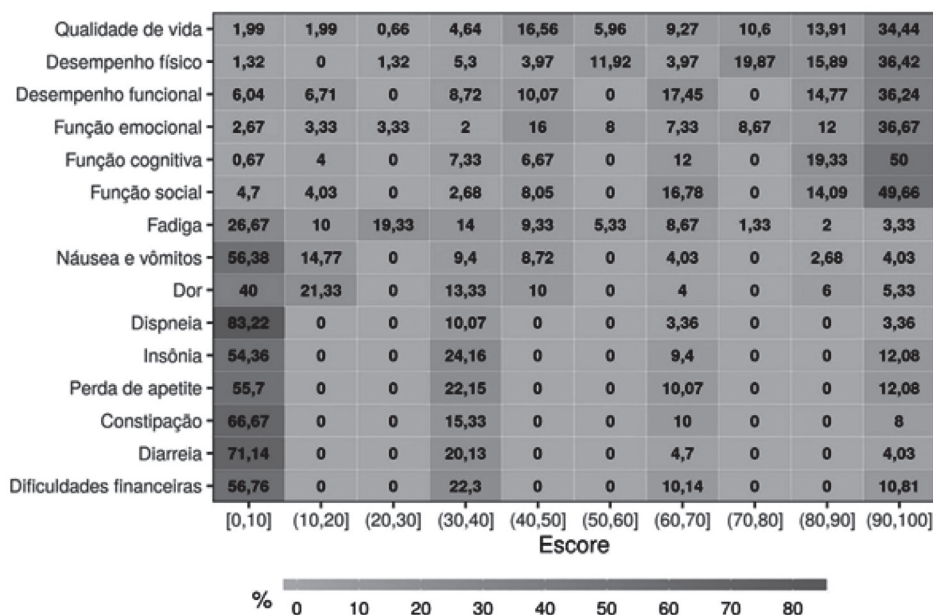 Qualidade de vida 1,99 1,99 0,66 4,64 16,56 5,96 9,27 10,6 13,91 34,44
Desempenho físico 1,32 0 1,32 5,3 3,97 11,92 3,97 19,87 15,89 36,42
Desempenho funcional 6,04 6,71 0 8,72 10,07 0 17,45 0 14,77 36,24
Função emocional 2,67 3,33 3,33 2 16 8 7,33 8,67 12 36,67
Função cognitiva 0,67 4 0 7,33 6,67 0 12 0 19,33 50
Função social 4,7 4,03 0 2,68 8,05 0 16,78 0 14,09 49,66
Fadiga 26,67 10 19,33 14 9,33 5,33 8,67 1,33 2 3,33
Náusea e vômitos 56,38 14,77 0 9,4 8,72 0 4,03 0 2,68 4,03
Dor 40 21,33 0 13,33 10 0 4 0 6 5,33
Dispneia 83,22 0 0 10,07 0 0 3,36 0 0 3,36
Insônia 54,36 0 0 24,16 0 0 9,4 0 0 12,08
Perda de apetite 55,7 0 0 22,15 0 0 10,07 0 0 12,08
Constipação 66,67 0 0 15,33 0 0 10 0 0 8
Diarreia 71,14 0 0 20,13 0 0 4,7 0 0 4,03
Dificuldades financeiras 56,76 0 0 22,3 0 0 10,14 0 0 10,81
[0,10] (10,20] (20,30] (30,40] (40,50] (50,60] (60,70] (70,80] (80,90] (90,100]
Escore
% 0 10 20 30 40 50 60 70 80